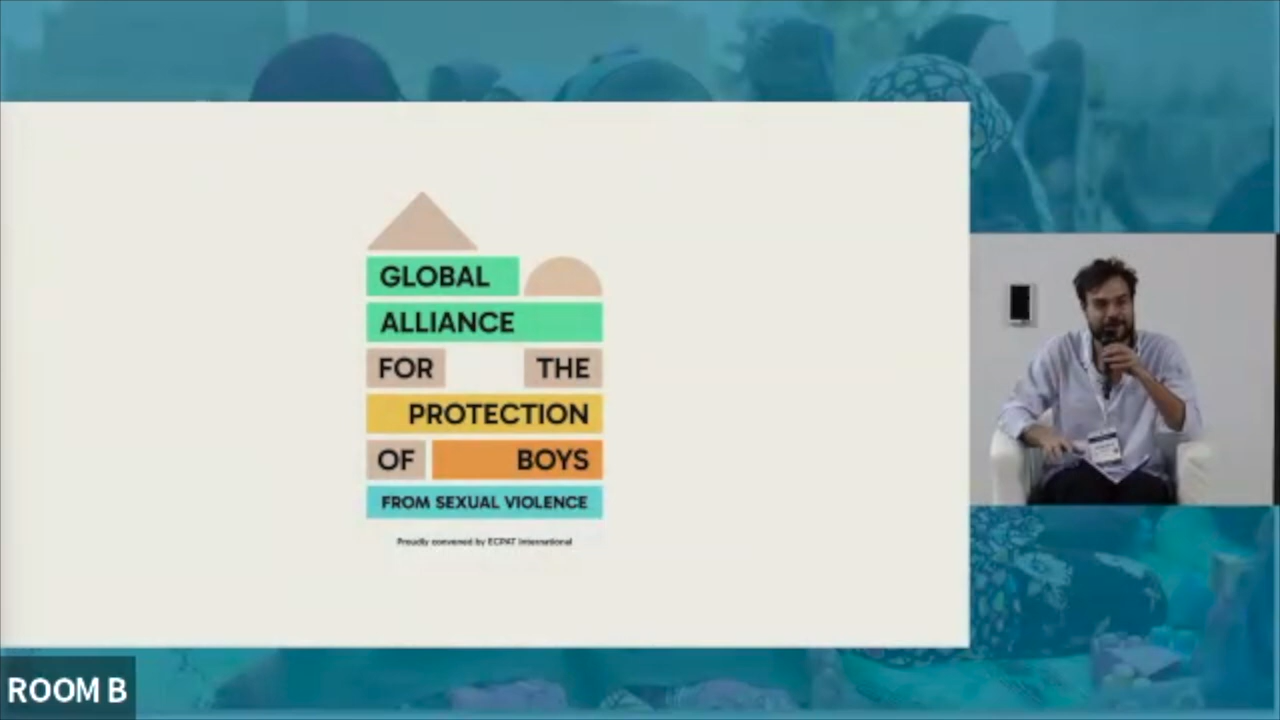 GLOBAL
ALLIANCE
FOR THE
PROTECTION
OF BOYS
FROM SEXUAL VIOLENCE
Proudly convened by ECPAT International
ROOM B